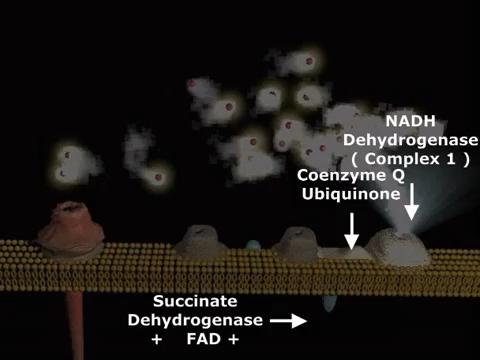 NADH
Dehydrogenase
( Complex 1 )
Coenzyme Q
Ubiquinone
Succinate
Dehydrogenase
+ FAD +